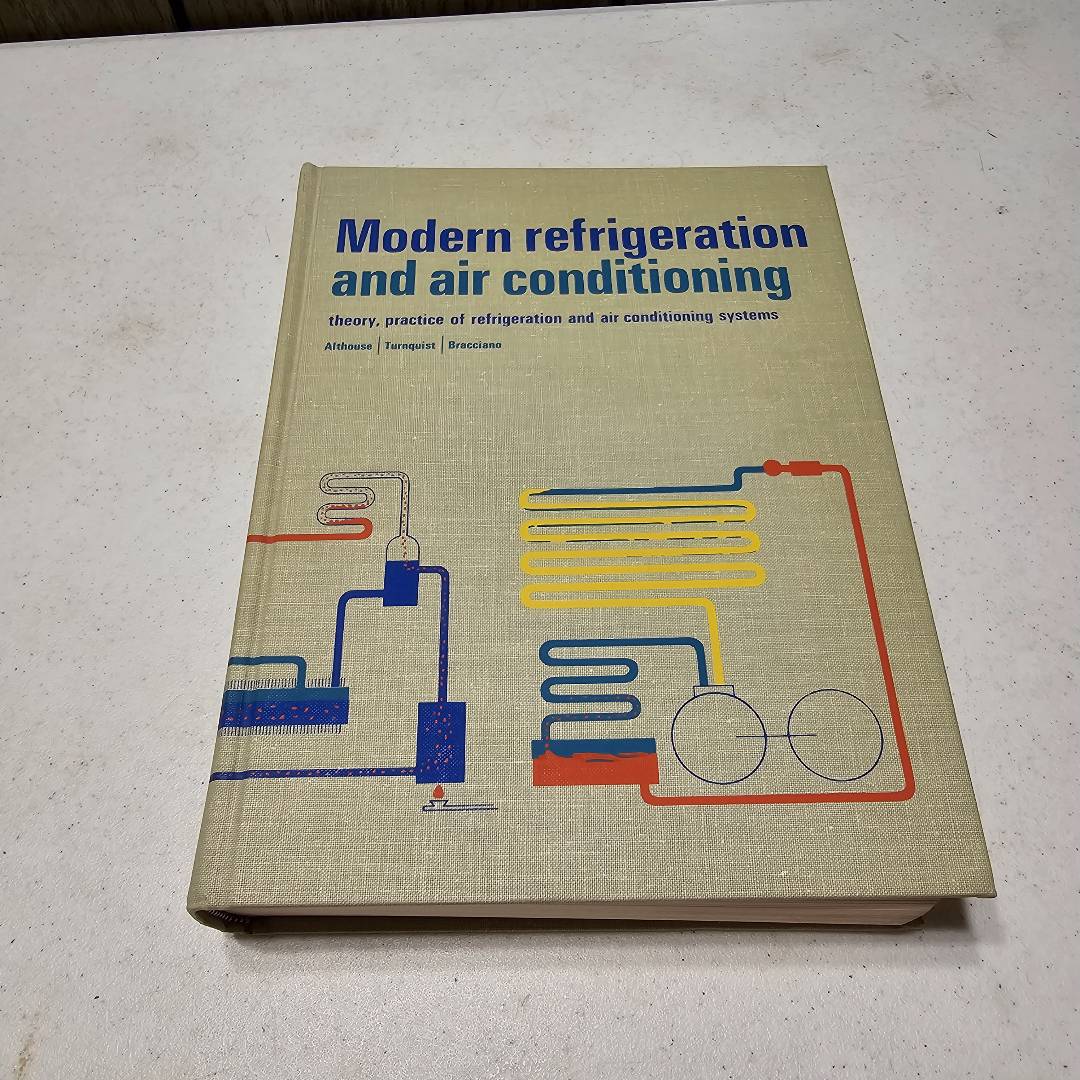 Modern refrigeration
and air conditioning
theory, practice of refrigeration and air conditioning systems
Althouse | Turnquist | Bracciano